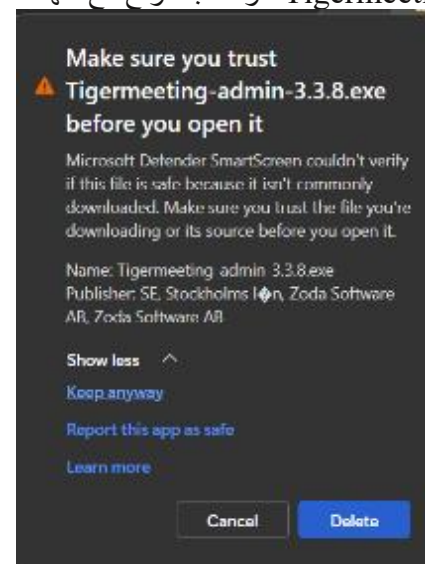 Make sure you trust
Tigermeeting-admin-3.3.8.exe
before you open it
Microsoft Defender SmartScreen couldn't verify
if this file is safe because it isn't commonly
downloaded. Make sure you trust the file you're
downloading or its source before you open it.
Name: Tigermeeting admin 3.3.8.exe
Publisher: SE, Stockholms l�n, Zoda Software
AB, Zoda Software AB
Show less
Keep anyway
Report this app as safe
Learn more
Cancel
Delete